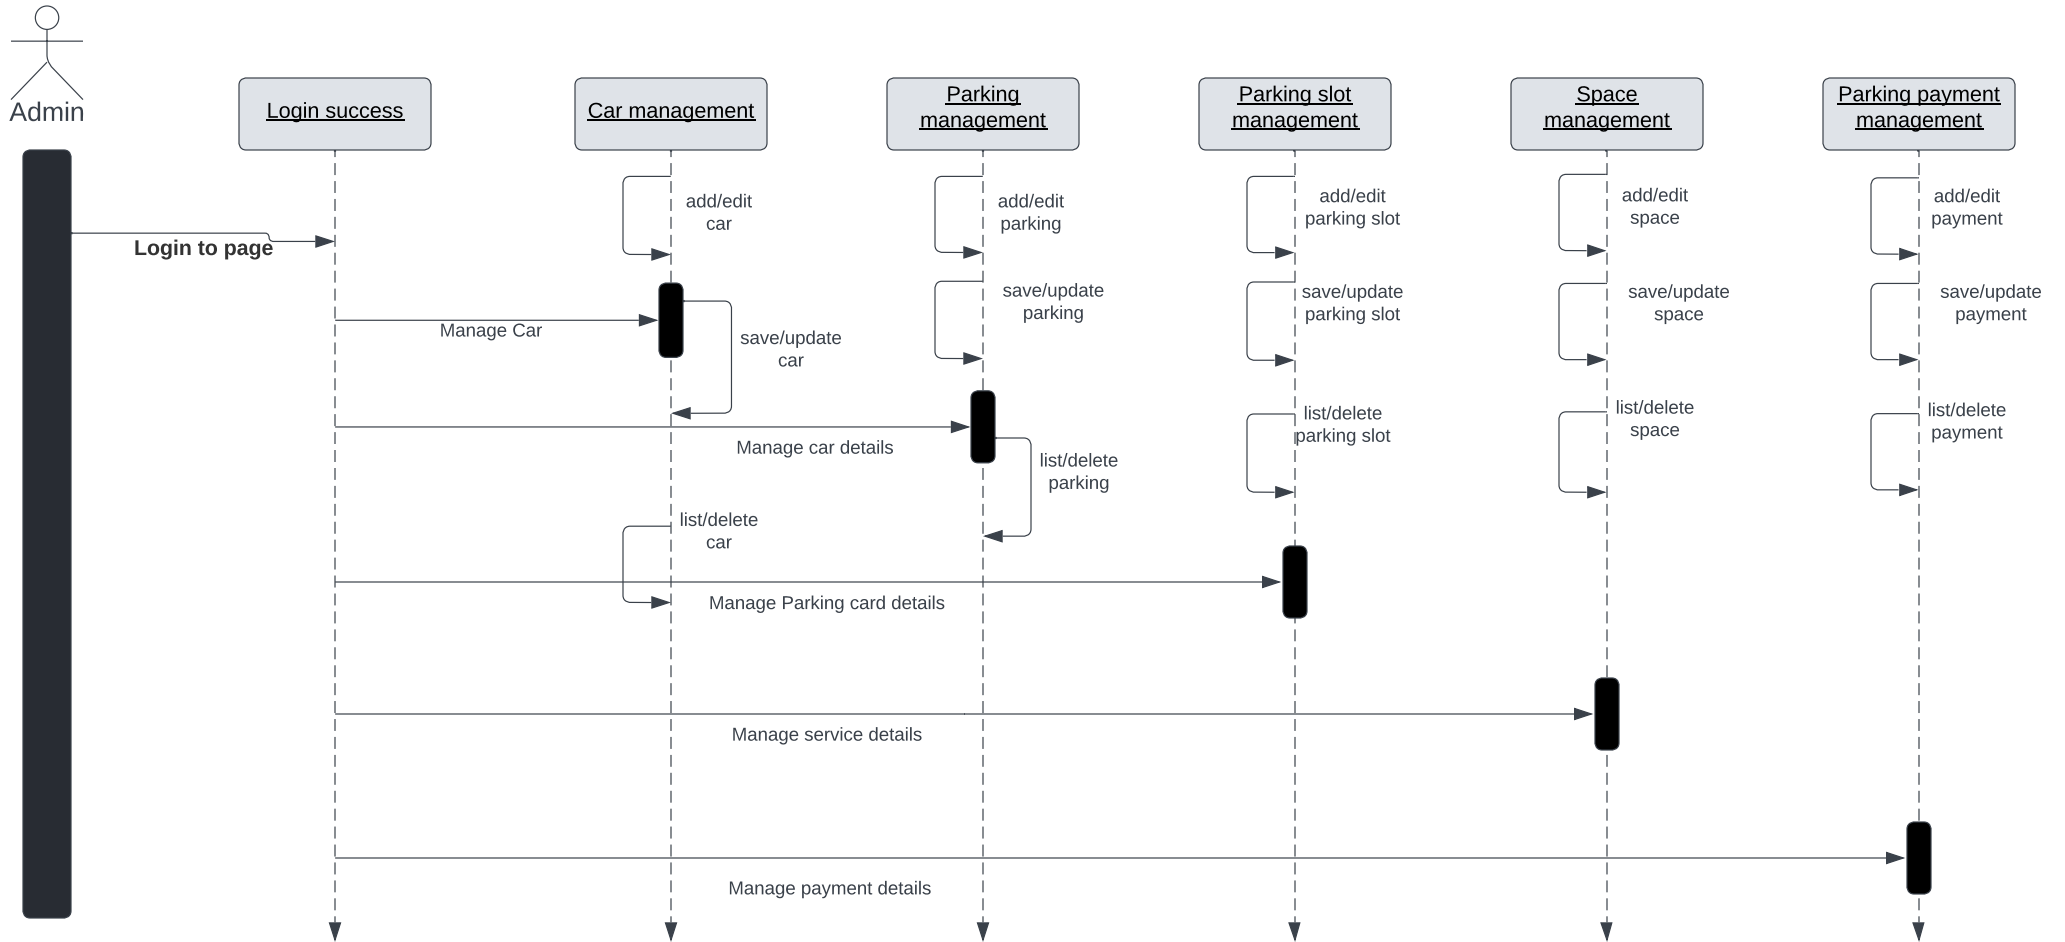 Admin
Login success
Car management
Parking
management
Parking slot
management
Space
management
Parking payment
management
add/edit
car
add/edit
parking
add/edit
parking slot
add/edit
space
add/edit
payment
Login to page
save/update
parking
save/update
parking slot
save/update
space
save/update
payment
Manage Car
save/update
car
Manage car details
list/delete
parking
list/delete
parking slot
list/delete
space
list/delete
payment
list/delete
car
Manage Parking card details
Manage service details
Manage payment details